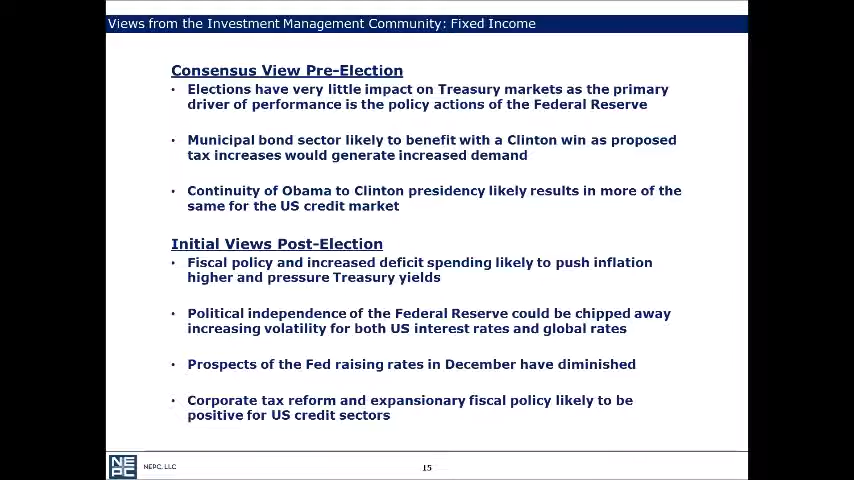 Views from the Investment Management Community: Fixed Income
Consensus View Pre-Election
• Elections have very little impact on Treasury markets as the primary
driver of performance is the policy actions of the Federal Reserve
• Municipal bond sector likely to benefit with a Clinton win as proposed
tax increases would generate increased demand
• Continuity of Obama to Clinton presidency likely results in more of the
same for the US credit market
Initial Views Post-Election
• Fiscal policy and increased deficit spending likely to push inflation
higher and pressure Treasury yields
• Political independence of the Federal Reserve could be chipped away
increasing volatility for both US interest rates and global rates
• Prospects of the Fed raising rates in December have diminished
• Corporate tax reform and expansionary fiscal policy likely to be
positive for US credit sectors
NE
PC
NEPC, LLC
15